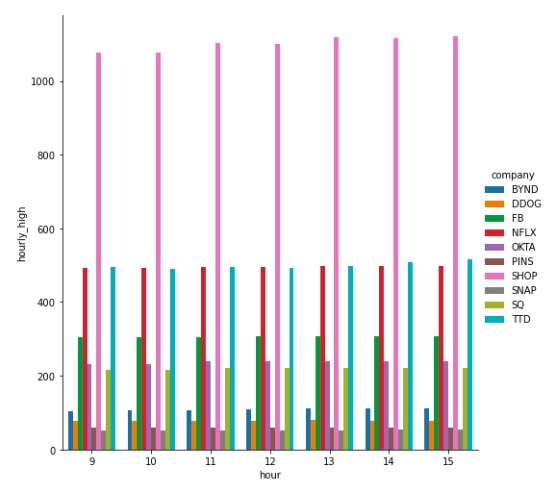 1000
800
600
400
200
0
hourly_high
9 10 11 12 13 14 15
hour
company
BYND
DDOG
FB
NFLX
OKTA
PINS
SHOP
SNAP
SQ
TTD